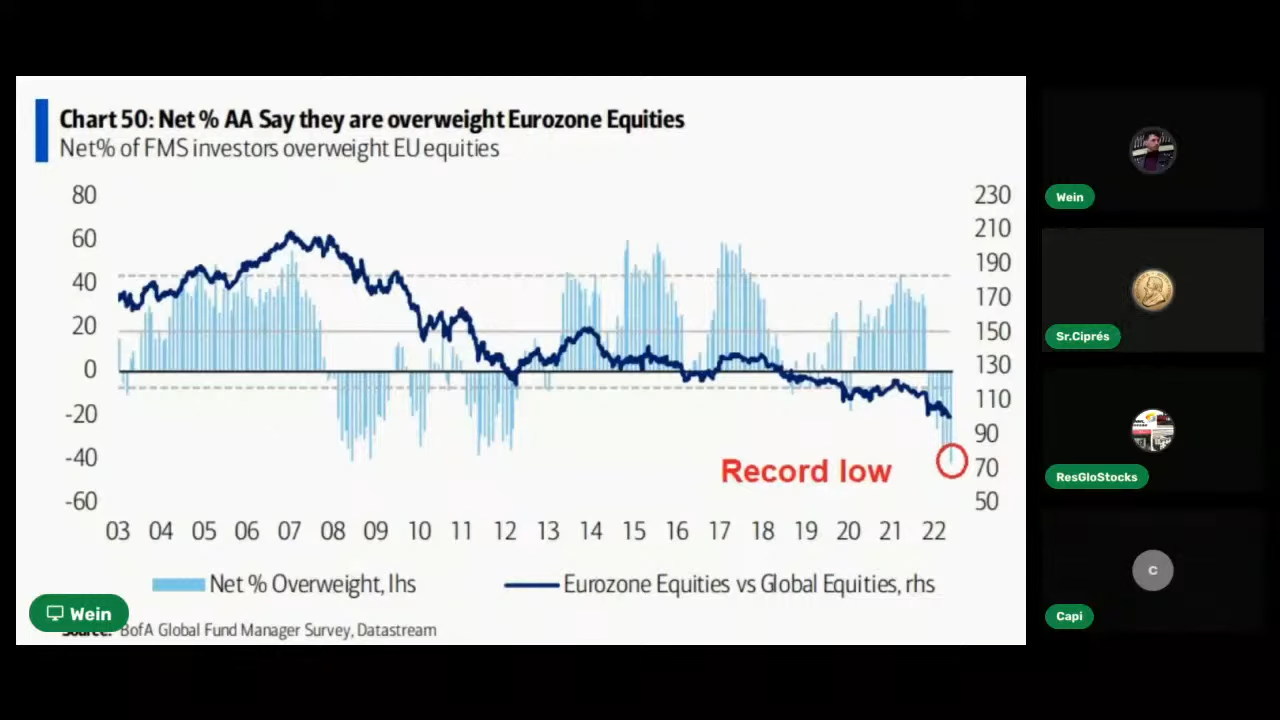 Chart 50: Net % AA Say they are overweight Eurozone Equities
Net% of FMS investors overweight EU equities
80
60
40
20
0
-20
-40
-60
230
210
190
170
150
130
110
90
70
50
Record low
03 04 05 06 07 08 09 10 11 12 13 14 15 16 17 18 19 20 21 22
Net % Overweight, lhs
Eurozone Equities vs Global Equities, rhs
Wein
BofA Global Fund Manager Survey, Datastream
Wein
Sr.Ciprés
ResGloStocks
C
Capi